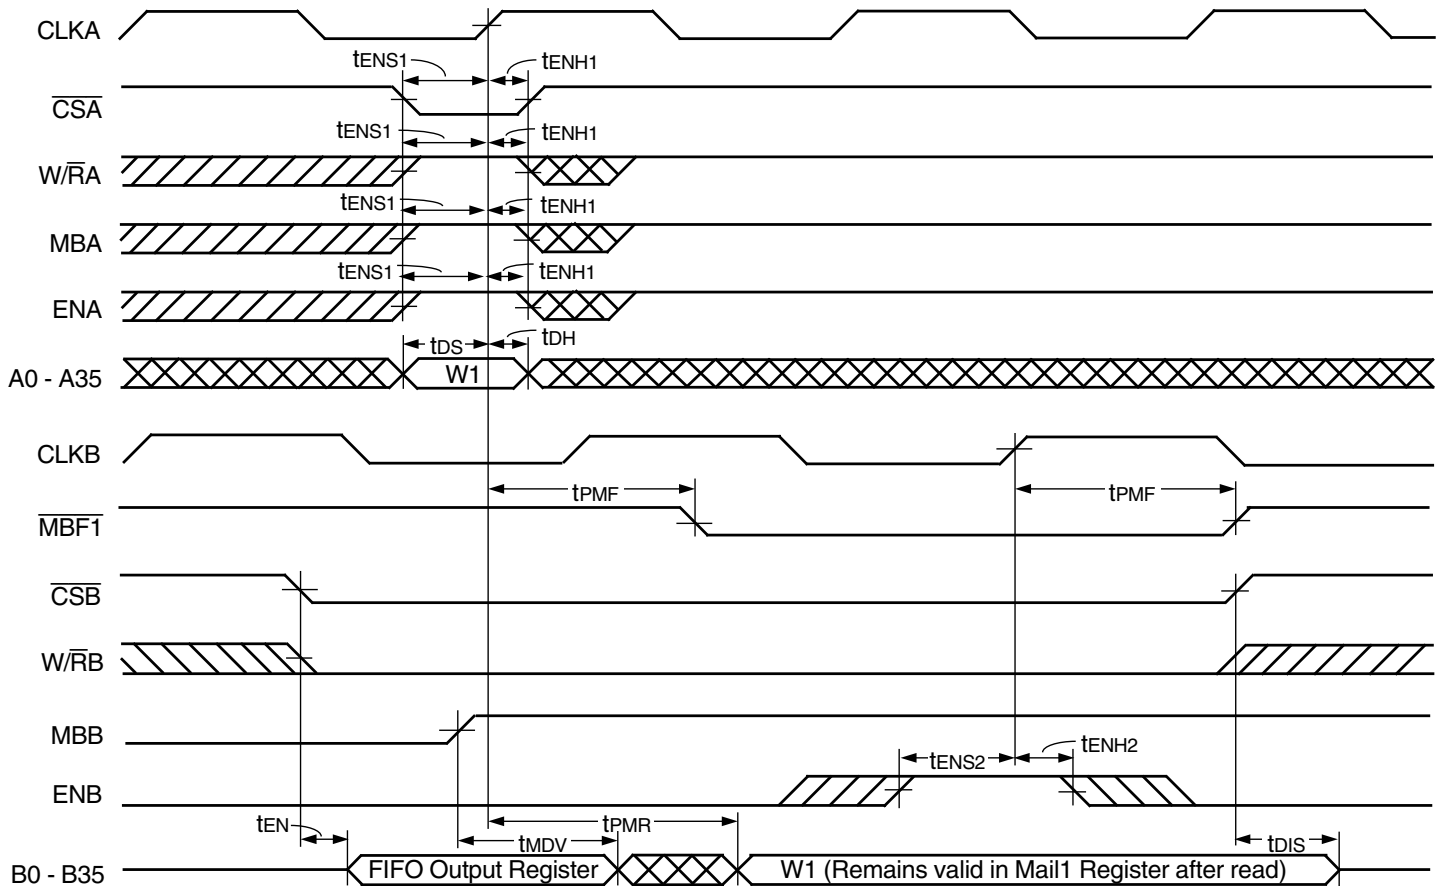 CLKA
tENS1
tENH1
CSA
tENS1
tENH1
W/RA
tENS1
tENH1
MBA
tENS1
tENH1
ENA
tDS
tDH
A0 - A35
W1
CLKB
tPMF
tPMF
MBF1
CSB
W/RB
MBB
tENS2
tENH2
ENB
tEN
tMDV
tPMR
tDIS
B0 - B35
FIFO Output Register
W1 (Remains valid in Mail1 Register after read)